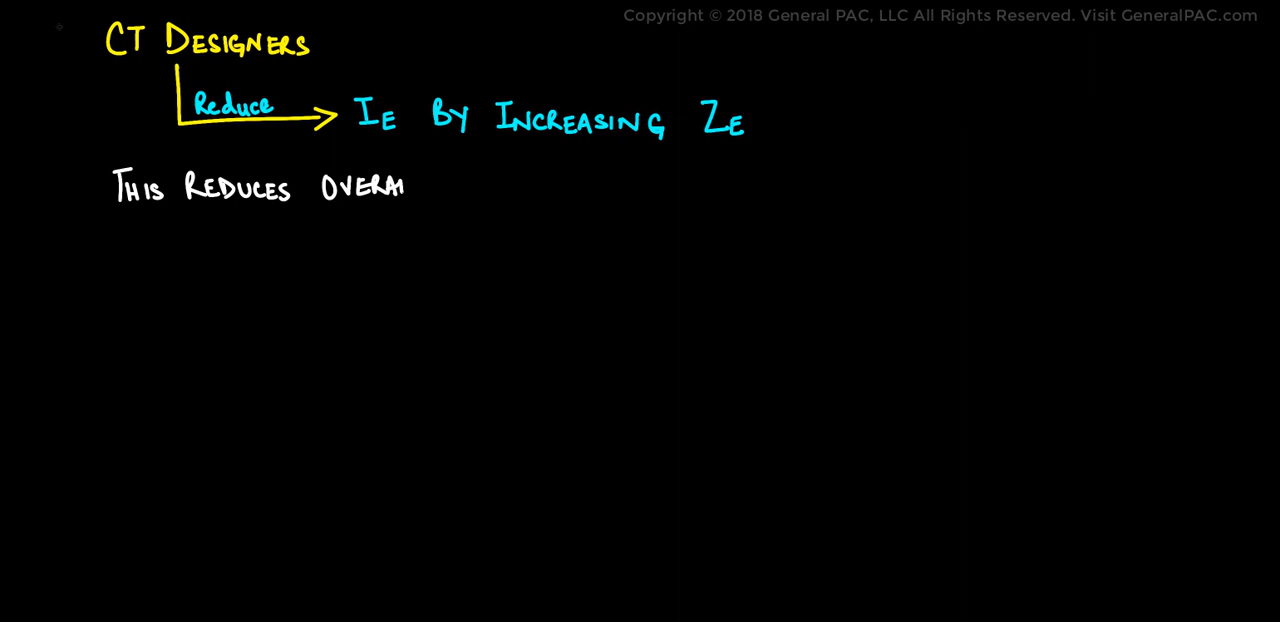 Copyright © 2018 General PAC, LLC All Rights Reserved. Visit GeneralPAC.com
CT DESIGNERS
Reduce
IE BY INCREASING ZE
THIS REDUCES